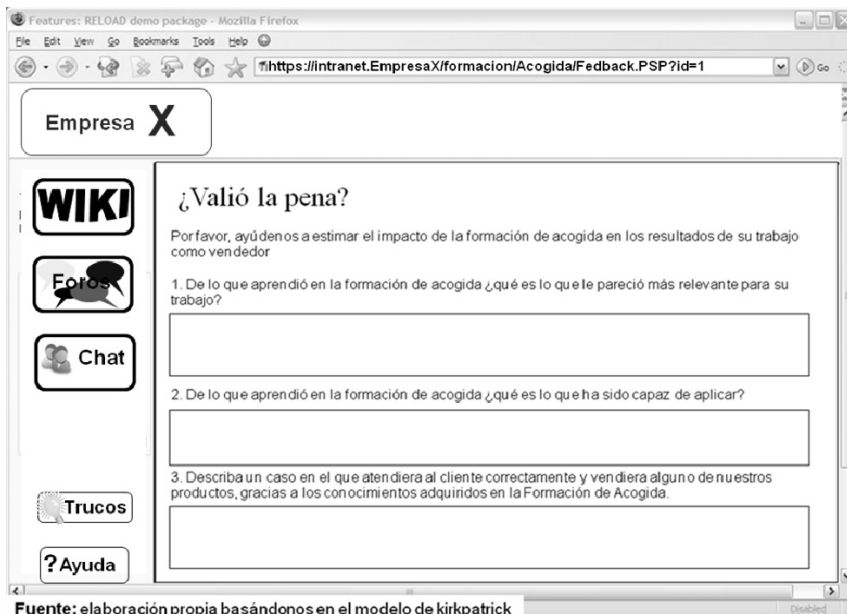 Features: RELOAD demo package - Mozilla Firefox
File Edit View Go Bookmarks Tools Help
https://intranet.EmpresaX/formacion/Acogida/Fedback.PSP?id=1 Go
Empresa X
WIKI
Foros
Chat
Trucos
?Ayuda
¿Valió la pena?
Por favor, ayúdenos a estimar el impacto de la formación de acogida en los resultados de su trabajo
como vendedor
1. De lo que aprendió en la formación de acogida ¿qué es lo que le pareció más relevante para su
trabajo?
2. De lo que aprendió en la formación de acogida ¿qué es lo que ha sido capaz de aplicar?
3. Describa un caso en el que atendiera al cliente correctamente y vendiera alguno de nuestros
productos, gracias a los conocimientos adquiridos en la Formación de Acogida.
Fuente: elaboración propia basándonos en el modelo de kirkpatrick
Disabled